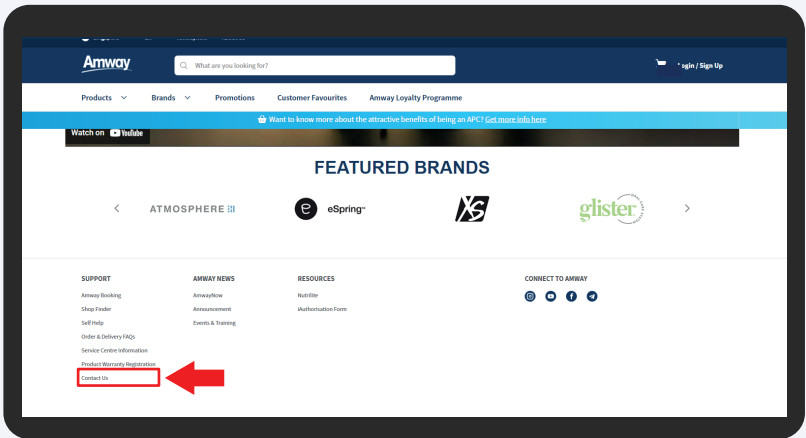 Amway
What are you looking for?
Login / Sign Up
Products Brands Promotions Customer Favourites Amway Loyalty Programme
Want to know more about the attractive benefits of being an APC? Get more info here
Watch on YouTube
FEATURED BRANDS
ATMOSPHERE
e eSpring™
XS
glister
SUPPORT
Amway Booking
Shop Finder
Self Help
Order & Delivery FAQs
Service Centre Information
Product Warranty Registration
Contact Us
AMWAY NEWS
AmwayNow
Announcement
Events & Training
RESOURCES
Nutrilite
iAuthorisation Form
CONNECT TO AMWAY